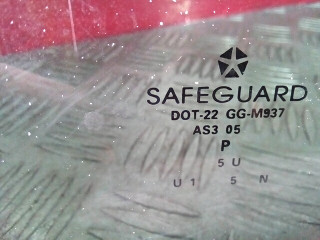 SAFEGUARD
DOT-22 GG-M937
AS3 05
P
5 U
U 1 5 N